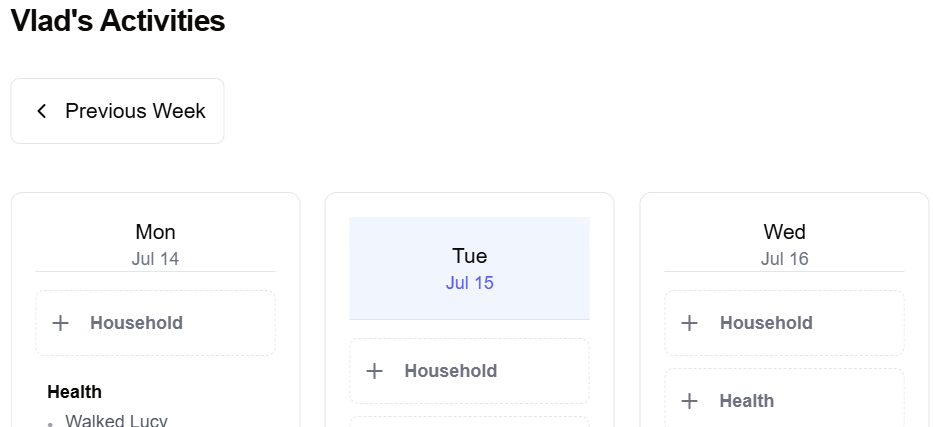 Vlad's Activities
Previous Week
Mon
Jul 14
Household
Health
Walked Lucy
Tue
Jul 15
Household
Wed
Jul 16
Household
Health